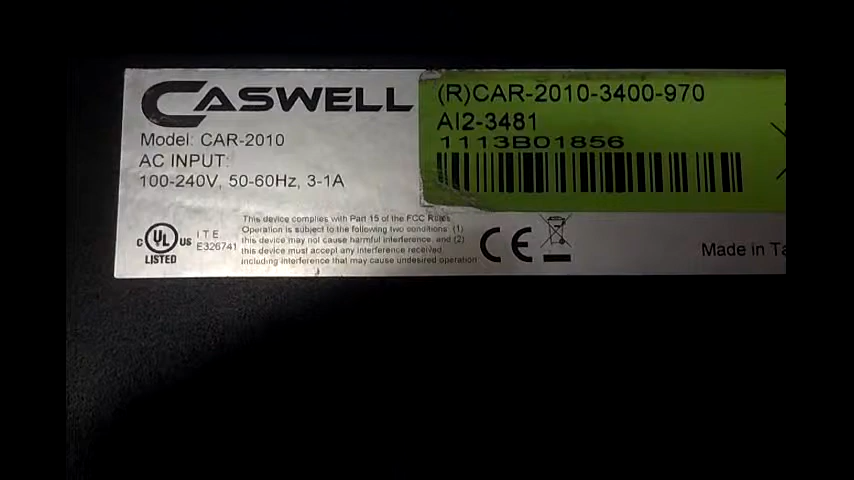 CASWELL
Model: CAR-2010
AC INPUT:
100-240V, 50-60Hz, 3-1A
(R)CAR-2010-3400-970
AI2-3481
1113B01856
C UL US
LISTED
I.T.E.
E326741
This device complies with Part 15 of the FCC Rules
Operation is subject to the following two conditions: (1)
this device may not cause harmful interference, and (2)
this device must accept any interference received,
including interference that may cause undesired operation
CE
Made in Ta